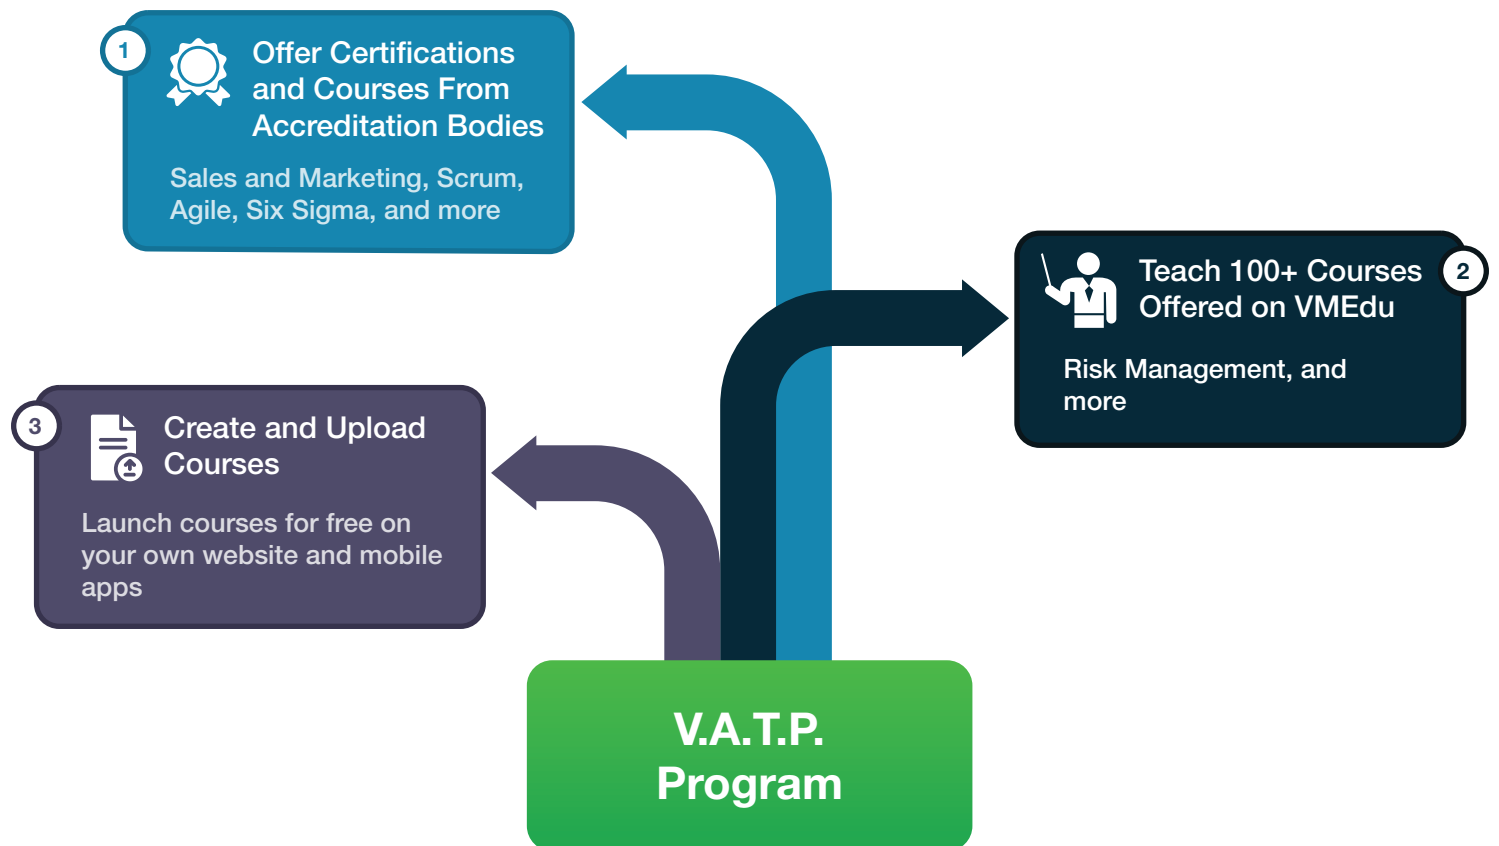 1
Offer Certifications
and Courses From
Accreditation Bodies
Sales and Marketing, Scrum,
Agile, Six Sigma, and more
2
Teach 100+ Courses
Offered on VMEdu
Risk Management, and
more
3
Create and Upload
Courses
Launch courses for free on
your own website and mobile
apps
V.A.T.P.
Program